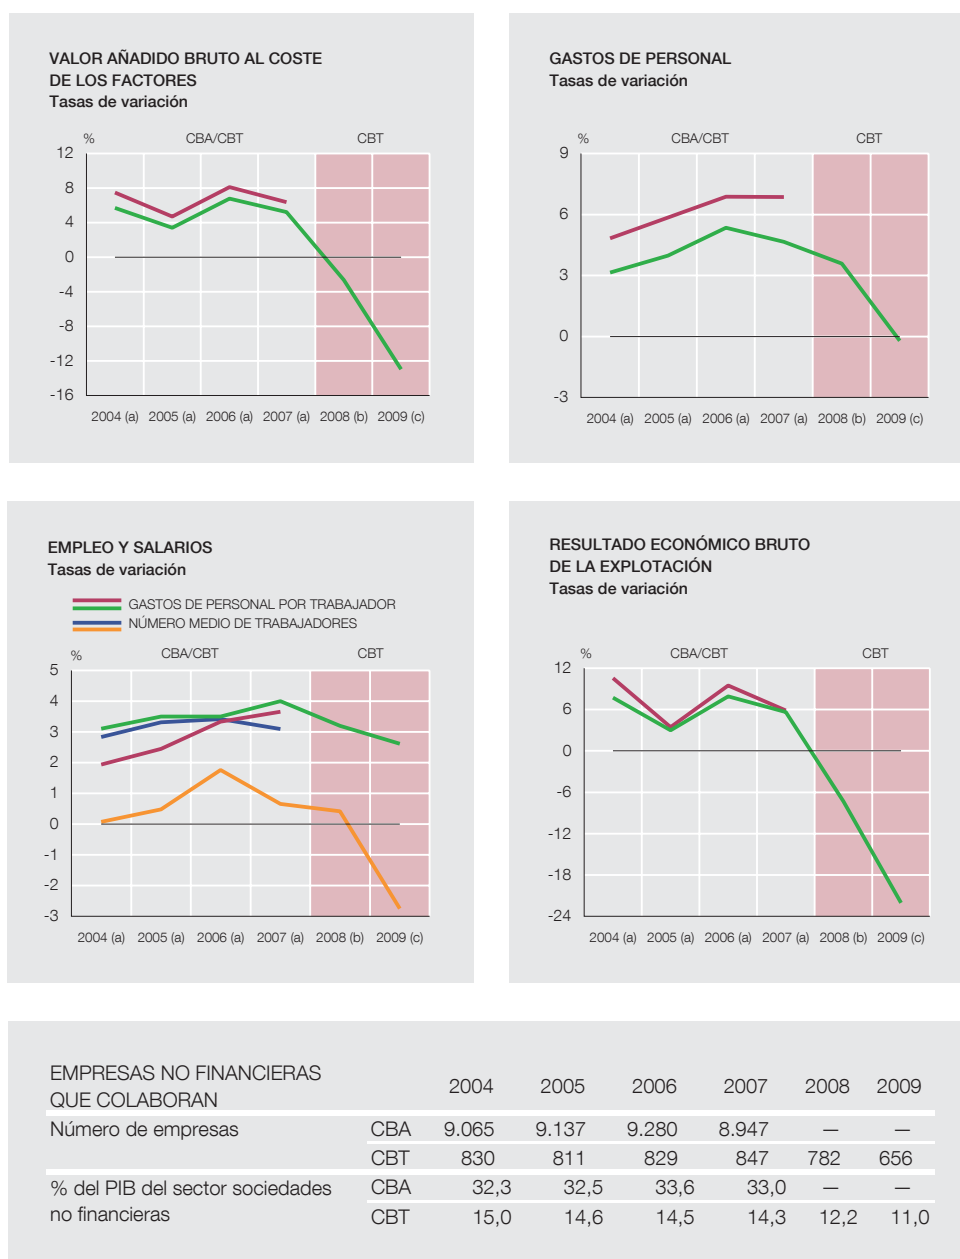 VALOR AÑADIDO BRUTO AL COSTE
DE LOS FACTORES
Tasas de variación
% CBA/CBT CBT
12
8
4
0
-4
-8
-12
-16
2004 (a) 2005 (a) 2006 (a) 2007 (a) 2008 (b) 2009 (c)
GASTOS DE PERSONAL
Tasas de variación
% CBA/CBT CBT
9
6
3
0
-3
2004 (a) 2005 (a) 2006 (a) 2007 (a) 2008 (b) 2009 (c)
EMPLEO Y SALARIOS
Tasas de variación
GASTOS DE PERSONAL POR TRABAJADOR
NÚMERO MEDIO DE TRABAJADORES
% CBA/CBT CBT
5
4
3
2
1
0
-1
-2
-3
2004 (a) 2005 (a) 2006 (a) 2007 (a) 2008 (b) 2009 (c)
RESULTADO ECONÓMICO BRUTO
DE LA EXPLOTACIÓN
Tasas de variación
% CBA/CBT CBT
12
6
0
-6
-12
-18
-24
2004 (a) 2005 (a) 2006 (a) 2007 (a) 2008 (b) 2009 (c)
EMPRESAS NO FINANCIERAS
QUE COLABORAN 2004 2005 2006 2007 2008 2009
Número de empresas CBA 9.065 9.137 9.280 8.947 — —
CBT 830 811 829 847 782 656
% del PIB del sector sociedades CBA 32,3 32,5 33,6 33,0 — —
no financieras CBT 15,0 14,6 14,5 14,3 12,2 11,0